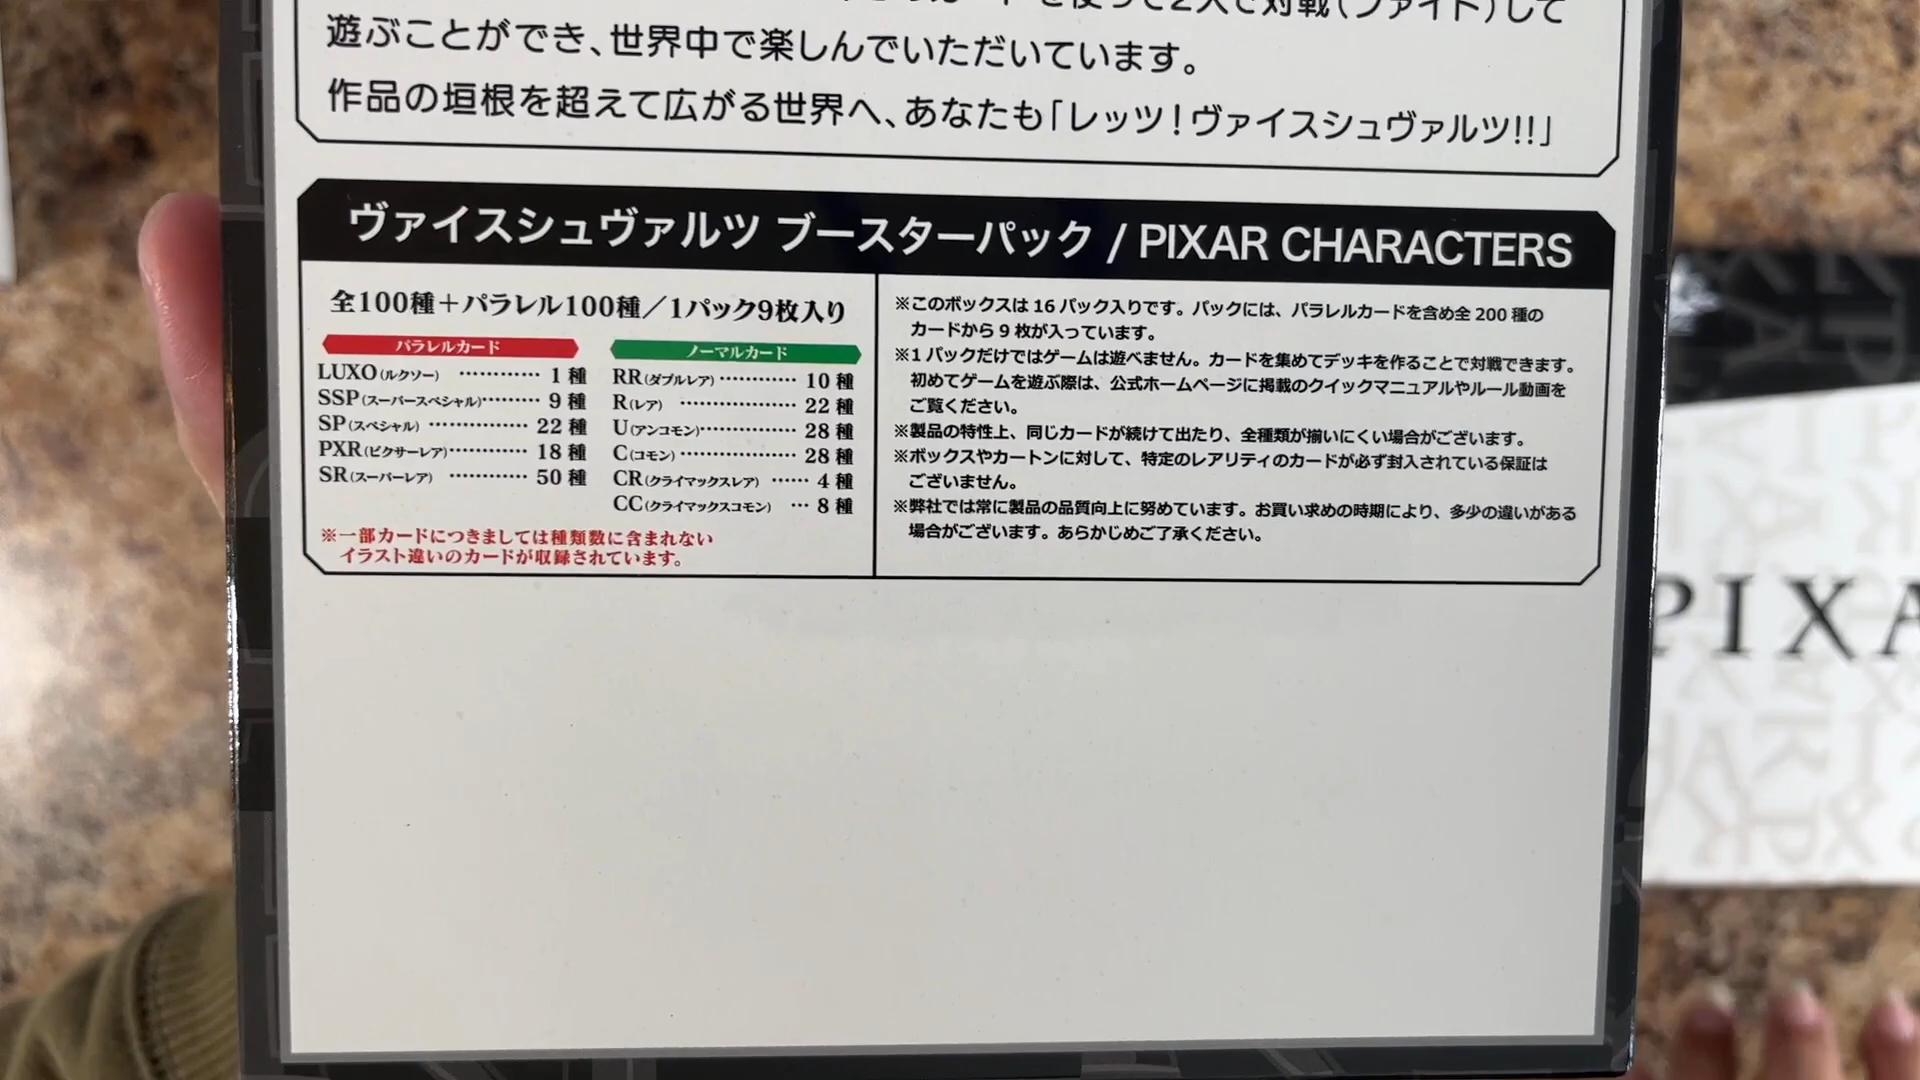 を使って2人で対戦(ファイト)して
遊ぶことができ、世界中で楽しんでいただいています。
作品の垣根を超えて広がる世界へ、あなたも「レッツ!ヴァイスシュヴァルツ!!」
ヴァイスシュヴァルツ ブースターパック / PIXAR CHARACTERS
全100種+パラレル100種/1パック9枚入り
パラレルカード
LUXO(ルクソー) ………… 1 種
SSP(スーパースペシャル)……… 9 種
SP(スペシャル) ………… 22 種
PXR(ピクサーレア)………… 18 種
SR(スーパーレア) ………… 50 種
ノーマルカード
RR(ダブルレア)………… 10 種
R(レア) ………… 22 種
U(アンコモン)………… 28 種
C(コモン)………… 28 種
CR(クライマックスレア) …… 4 種
CC(クライマックスコモン) … 8 種
※一部カードにつきましては種類数に含まれない
イラスト違いのカードが収録されています。
※このボックスは 16 パック入りです。パックには、パラレルカードを含め全 200 種の
カードから 9 枚が入っています。
※1 パックだけではゲームは遊べません。カードを集めてデッキを作ることで対戦できます。
初めてゲームを遊ぶ際は、公式ホームページに掲載のクイックマニュアルやルール動画を
ご覧ください。
※製品の特性上、同じカードが続けて出たり、全種類が揃いにくい場合がございます。
※ボックスやカートンに対して、特定のレアリティのカードが必ず封入されている保証は
ございません。
※弊社では常に製品の品質向上に努めています。お買い求めの時期により、多少の違いがある
場合がございます。あらかじめご了承ください。
PIXA